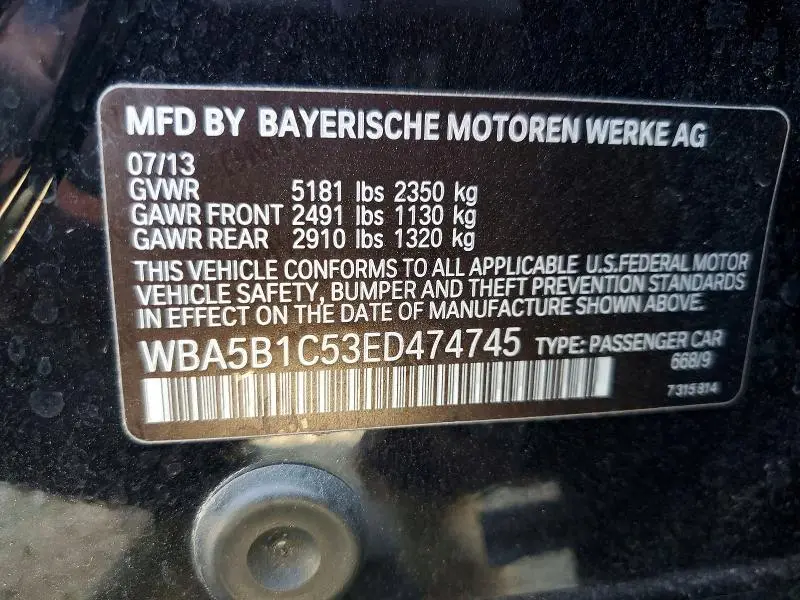 MFD BY BAYERISCHE MOTOREN WERKE AG
07/13
GVWR 5181 lbs 2350 kg
GAWR FRONT 2491 lbs 1130 kg
GAWR REAR 2910 lbs 1320 kg
THIS VEHICLE CONFORMS TO ALL APPLICABLE U.S.FEDERAL MOTOR
VEHICLE SAFETY, BUMPER AND THEFT PREVENTION STANDARDS
IN EFFECT ON THE DATE OF MANUFACTURE SHOWN ABOVE.
WBA5B1C53ED474745 TYPE: PASSENGER CAR
668/9
7315814